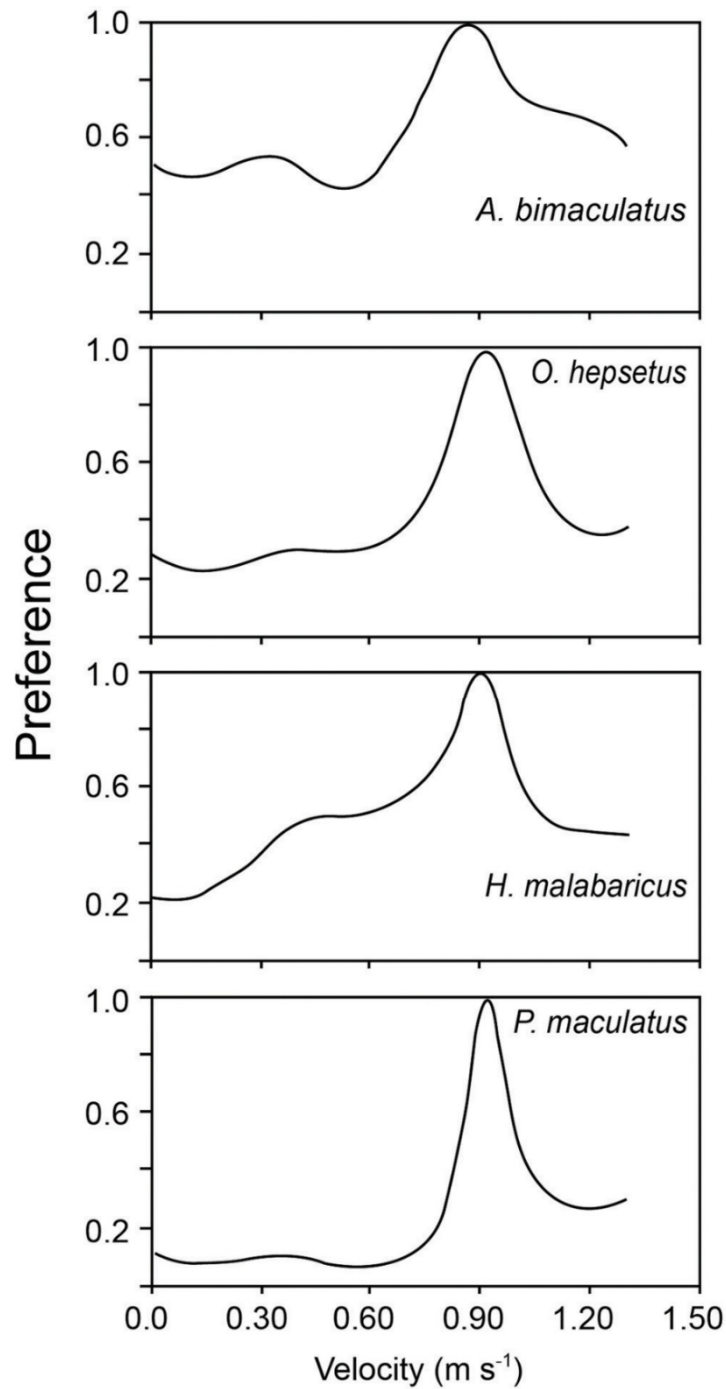 1.0
0.6
0.2
A. bimaculatus
1.0
0.6
0.2
O. hepsetus
1.0
0.6
0.2
H. malabaricus
1.0
0.6
0.2
P. maculatus
0.0 0.30 0.60 0.90 1.20 1.50
Velocity (m s⁻¹)
Preference